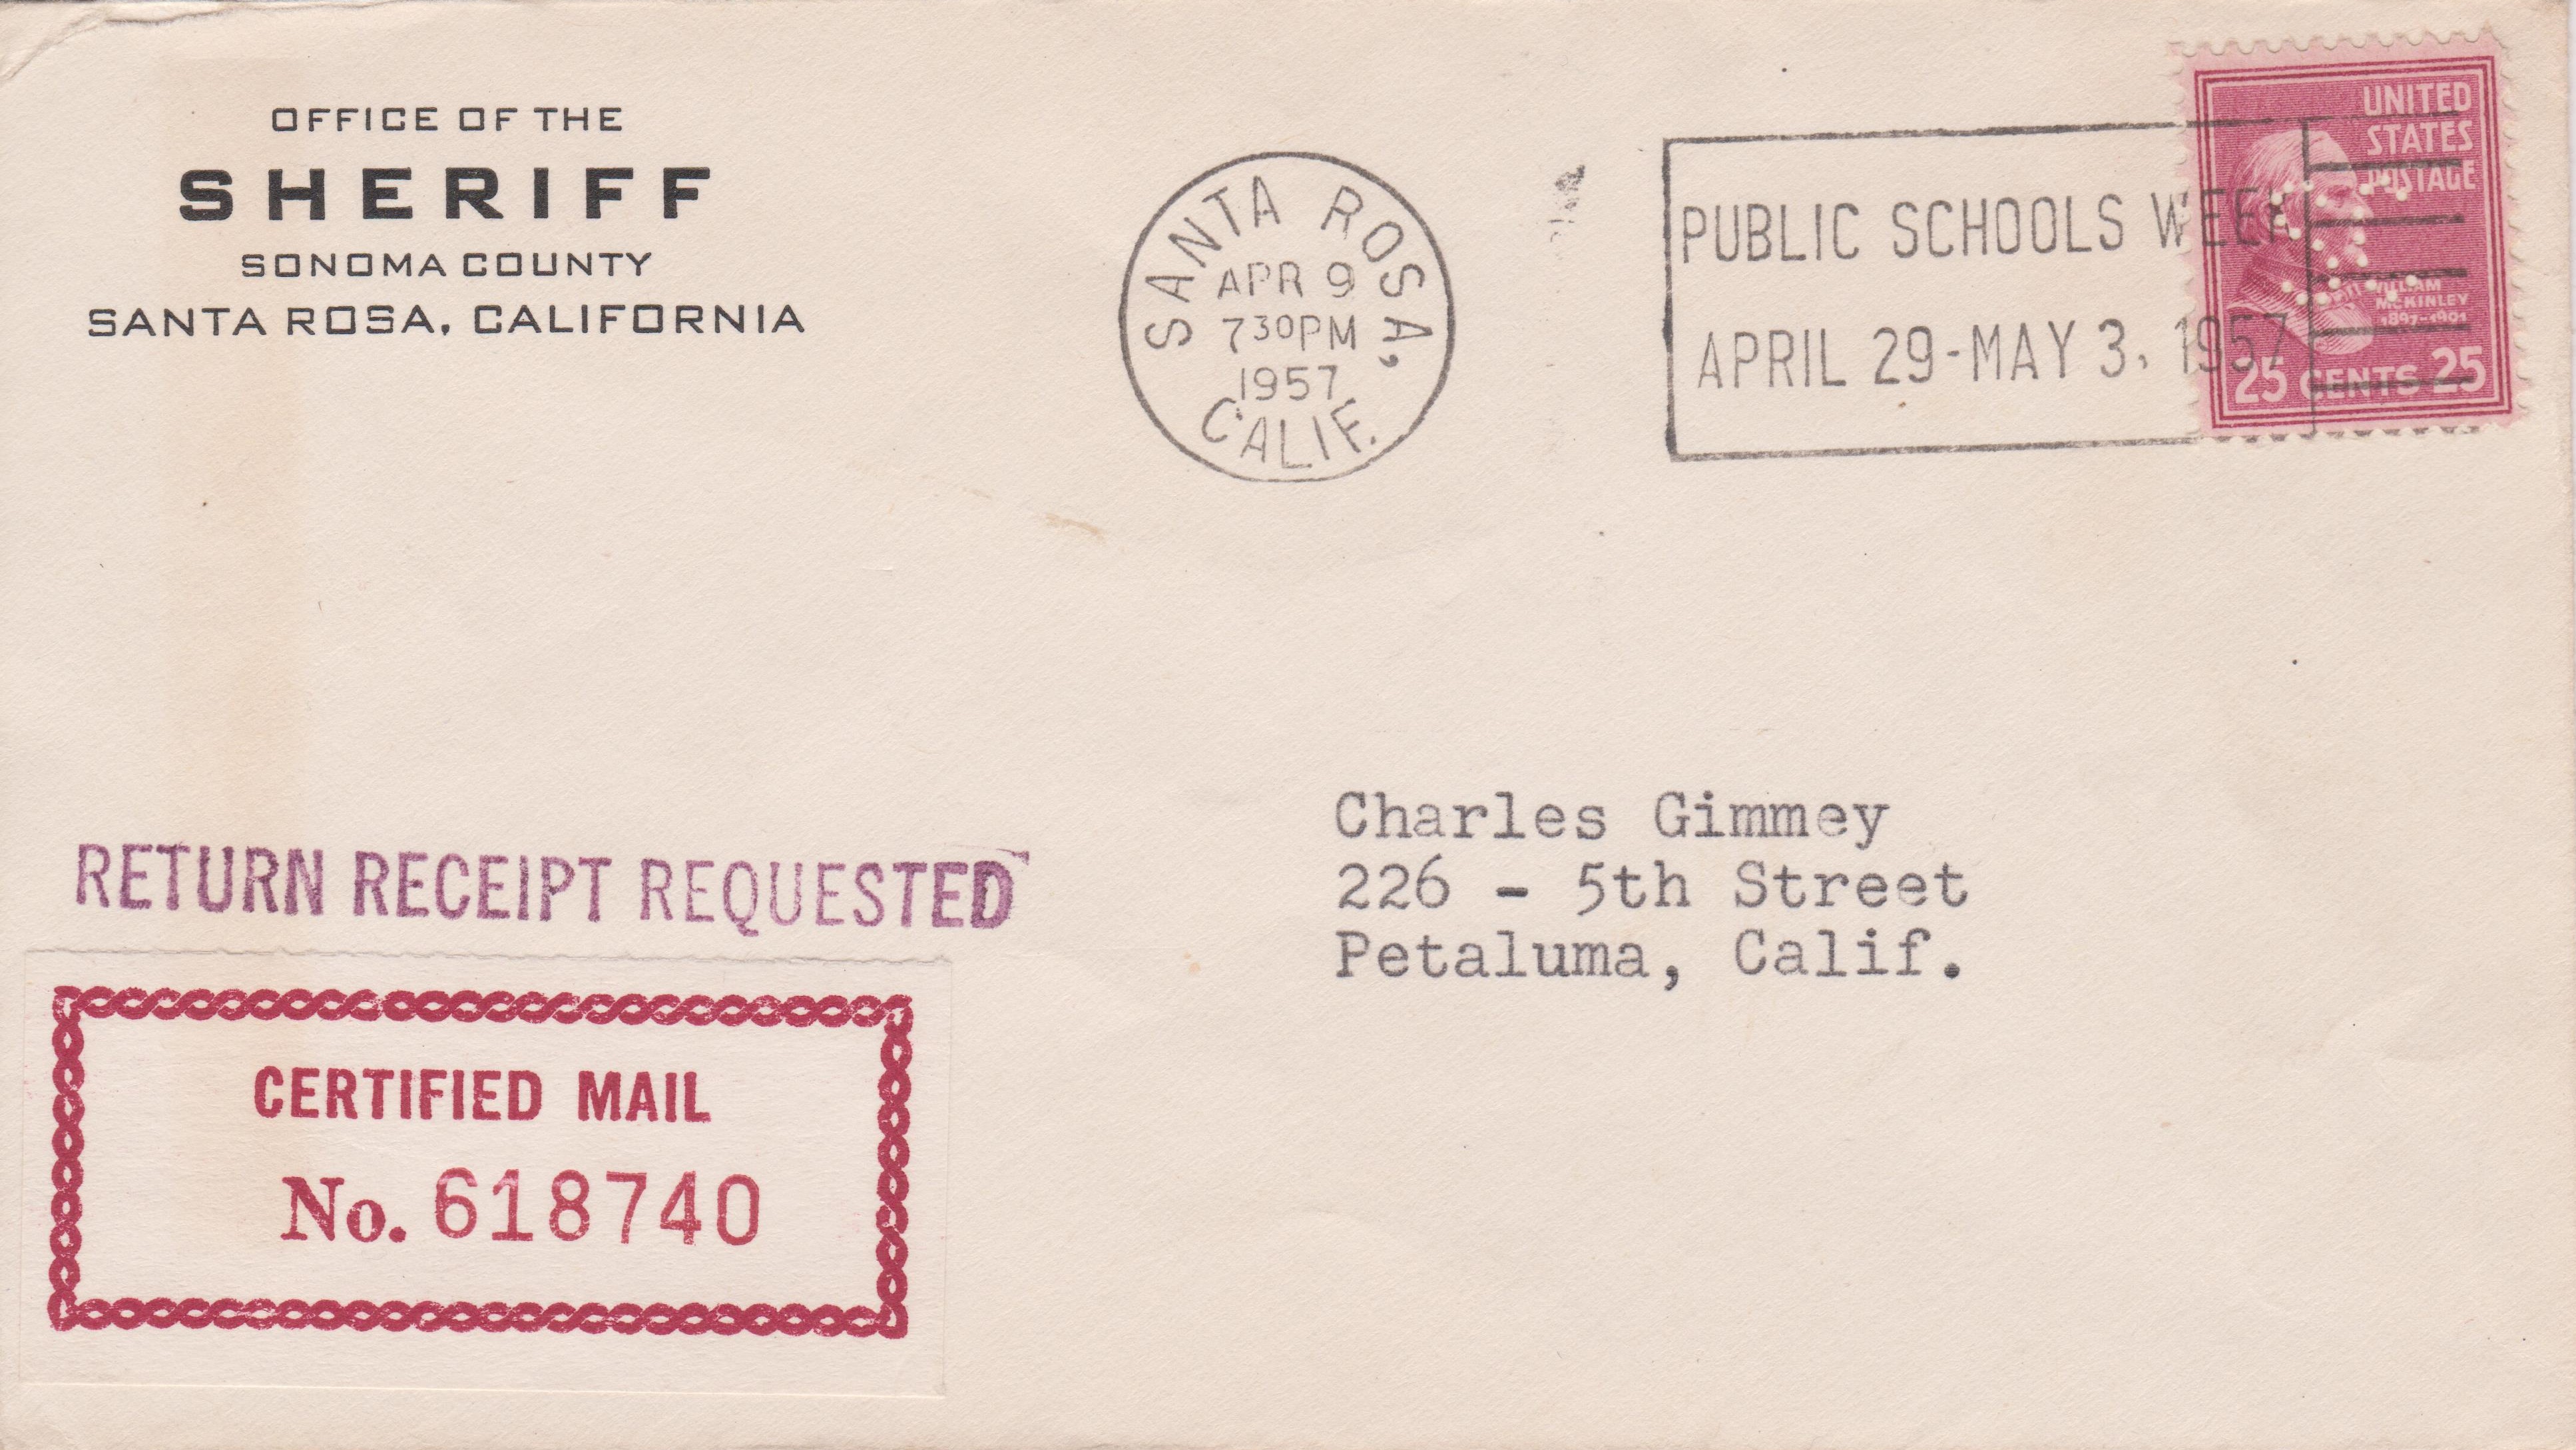 OFFICE OF THE
SHERIFF
SONOMA COUNTY
SANTA ROSA, CALIFORNIA
SANTA ROSA, CALIF.
APR 9
730PM
1957
PUBLIC SCHOOLS WEEK
APRIL 29-MAY 3, 1957
UNITED
STATES
POSTAGE
WILLIAM
McKINLEY
1897-1901
25 CENTS 25
Charles Gimmey
226 - 5th Street
Petaluma, Calif.
RETURN RECEIPT REQUESTED
CERTIFIED MAIL
No. 618740